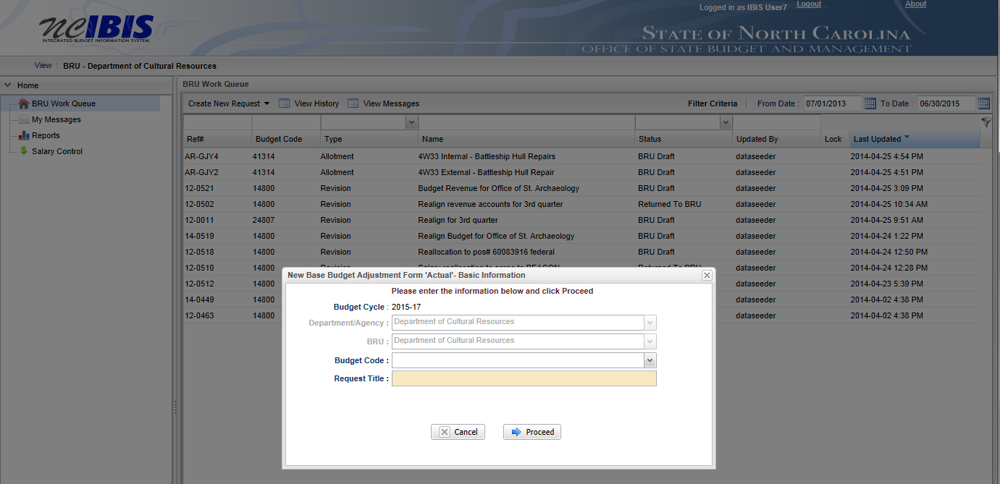 Logged in as IBIS User7 Logout About
ncIBIS
INTEGRATED BUDGET INFORMATION SYSTEM
STATE OF NORTH CAROLINA
OFFICE OF STATE BUDGET AND MANAGEMENT
View : BRU - Department of Cultural Resources
Home
BRU Work Queue
My Messages
Reports
Salary Control
BRU Work Queue
Create New Request View History View Messages Filter Criteria From Date : 07/01/2013 To Date : 06/30/2015
Ref# Budget Code Type Name Status Updated By Lock Last Updated
AR-GJY4 41314 Allotment 4W33 Internal - Battleship Hull Repairs BRU Draft dataseeder 2014-04-25 4:54 PM
AR-GJY2 41314 Allotment 4W33 External - Battleship Hull Repair BRU Draft dataseeder 2014-04-25 4:51 PM
12-0521 14800 Revision Budget Revenue for Office of St. Archaeology BRU Draft dataseeder 2014-04-25 3:09 PM
12-0502 14800 Revision Realign revenue accounts for 3rd quarter Returned To BRU dataseeder 2014-04-25 10:34 AM
12-0011 24807 Revision Realign for 3rd quarter BRU Draft dataseeder 2014-04-25 9:51 AM
14-0519 14800 Revision Realign Budget for Office of St. Archaeology BRU Draft dataseeder 2014-04-24 1:22 PM
12-0518 14800 Revision Reallocation to pos# 60083916 federal BRU Draft dataseeder 2014-04-24 12:50 PM
12-0510 14800 Revision Salary reallocation to agree to BEACON Returned To BRU dataseeder 2014-04-24 12:28 PM
12-0512 14800 dataseeder 2014-04-23 5:39 PM
14-0449 14800 dataseeder 2014-04-02 4:38 PM
12-0463 14800 dataseeder 2014-04-02 4:38 PM
New Base Budget Adjustment Form 'Actual'- Basic Information
Please enter the information below and click Proceed
Budget Cycle : 2015-17
Department/Agency : Department of Cultural Resources
BRU : Department of Cultural Resources
Budget Code :
Request Title :
Cancel Proceed